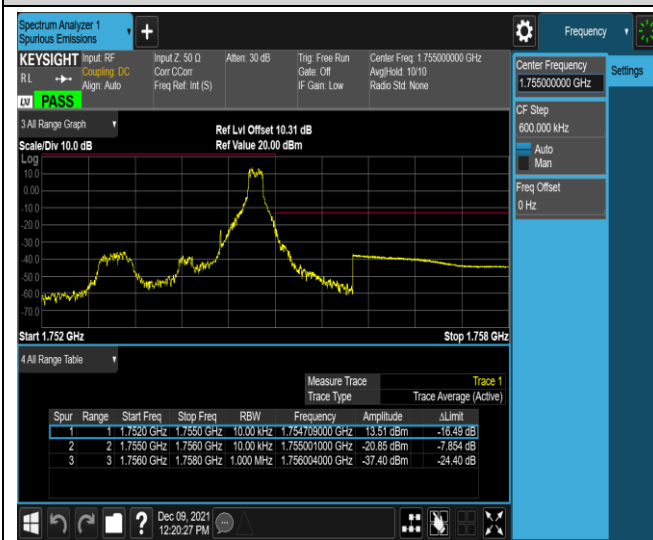 Spectrum Analyzer 1
Spurious Emissions
+
Frequency
KEYSIGHT
Input: RF
Coupling: DC
Align: Auto
Input Z: 50 Ω
Corr CCorr
Freq Ref: Int (S)
Atten: 30 dB
Trig: Free Run
Gate: Off
IF Gain: Low
Center Freq: 1.755000000 GHz
Avg|Hold: 10/10
Radio Std: None
R L
LXI
PASS
Center Frequency
1.755000000 GHz
Settings
CF Step
600.000 kHz
Auto
Man
Freq Offset
0 Hz
3 All Range Graph
Ref Lvl Offset 10.31 dB
Scale/Div 10.0 dB
Ref Value 20.00 dBm
Log
10.0
0.00
-10.0
-20.0
-30.0
-40.0
-50.0
-60.0
-70.0
Start 1.752 GHz
Stop 1.758 GHz
4 All Range Table
Measure Trace Trace 1
Trace Type Trace Average (Active)
Spur Range Start Freq Stop Freq RBW Frequency Amplitude ΔLimit
1 1 1.7520 GHz 1.7550 GHz 10.00 kHz 1.754709000 GHz 13.51 dBm -16.49 dB
2 2 1.7550 GHz 1.7560 GHz 10.00 kHz 1.755001000 GHz -20.85 dBm -7.854 dB
3 3 1.7560 GHz 1.7580 GHz 1.000 MHz 1.756004000 GHz -37.40 dBm -24.40 dB
?
Dec 09, 2021
12:20:27 PM